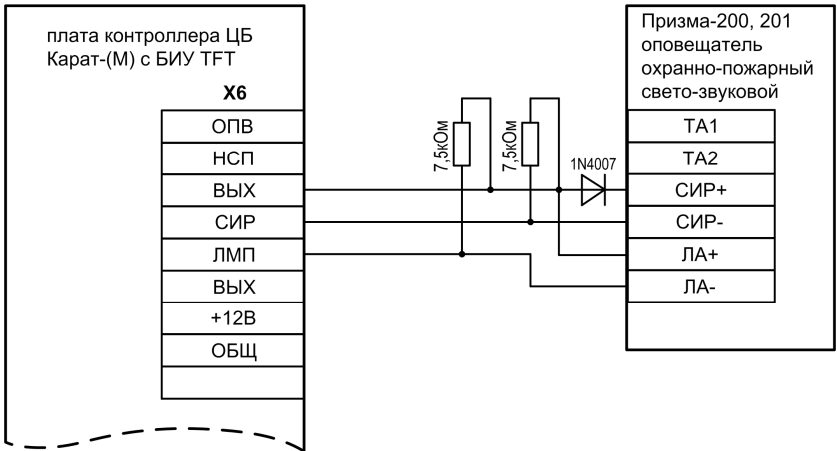 плата контроллера ЦБ
Карат-(М) с БИУ TFT
X6
ОПВ
НСП
ВЫХ
СИР
ЛМП
ВЫХ
+12В
ОБЩ
7,5кОм
7,5кОм
1N4007
Призма-200, 201
оповещатель
охранно-пожарный
свето-звуковой
ТА1
ТА2
СИР+
СИР-
ЛА+
ЛА-